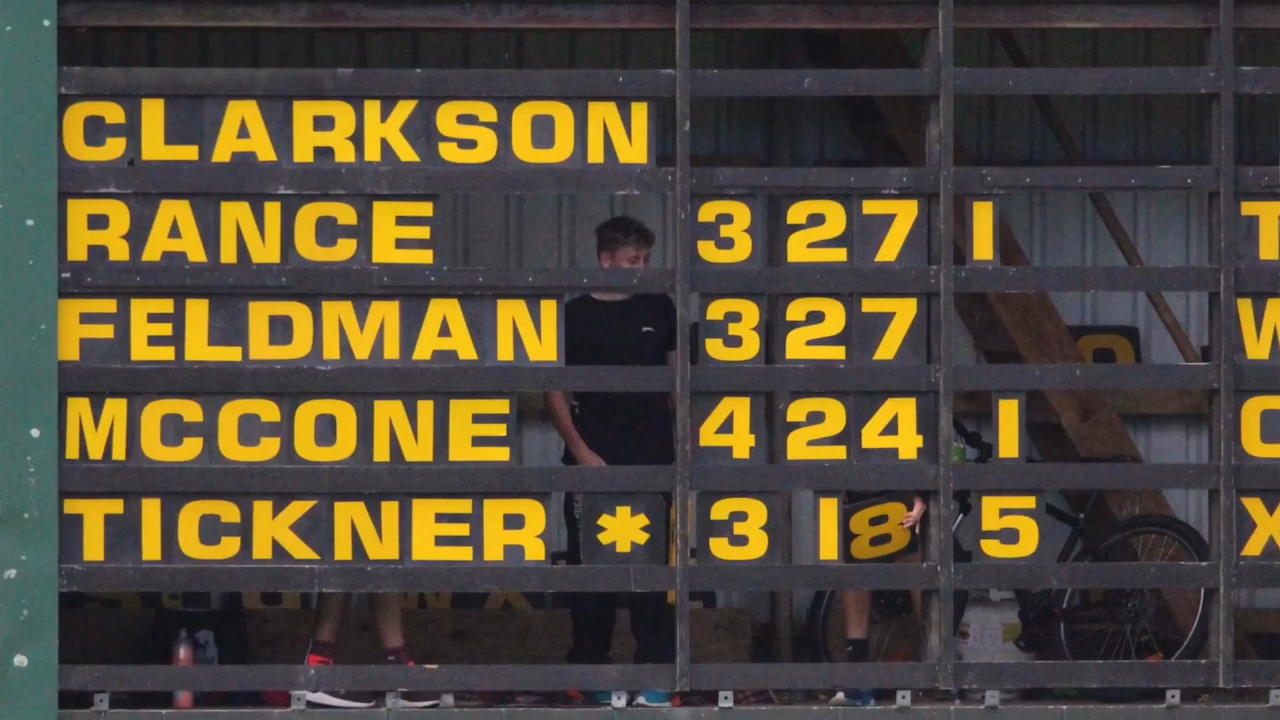 CLARKSON
RANCE 3 27 1 T
FELDMAN 3 27 W
MCCONE 4 24 1 C
TICKNER * 3 18 5 X